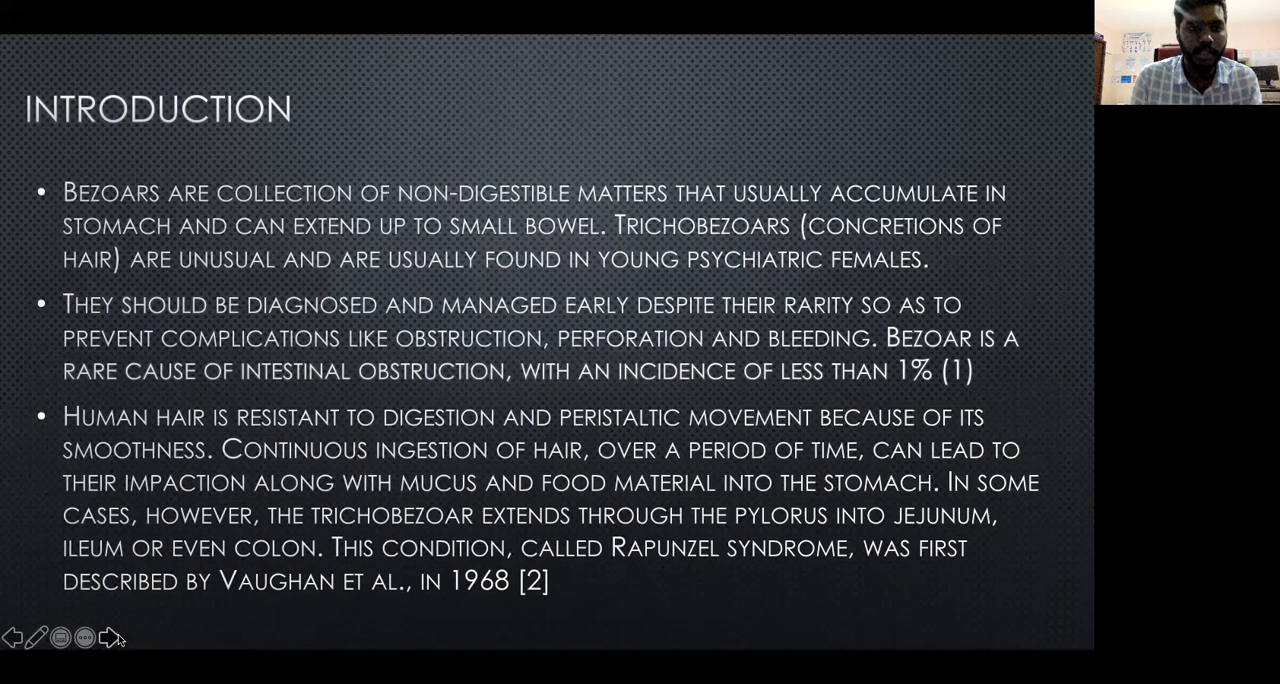 INTRODUCTION
• BEZOARS ARE COLLECTION OF NON-DIGESTIBLE MATTERS THAT USUALLY ACCUMULATE IN
STOMACH AND CAN EXTEND UP TO SMALL BOWEL. TRICHOBEZOARS (CONCRETIONS OF
HAIR) ARE UNUSUAL AND ARE USUALLY FOUND IN YOUNG PSYCHIATRIC FEMALES.
• THEY SHOULD BE DIAGNOSED AND MANAGED EARLY DESPITE THEIR RARITY SO AS TO
PREVENT COMPLICATIONS LIKE OBSTRUCTION, PERFORATION AND BLEEDING. BEZOAR IS A
RARE CAUSE OF INTESTINAL OBSTRUCTION, WITH AN INCIDENCE OF LESS THAN 1% (1)
• HUMAN HAIR IS RESISTANT TO DIGESTION AND PERISTALTIC MOVEMENT BECAUSE OF ITS
SMOOTHNESS. CONTINUOUS INGESTION OF HAIR, OVER A PERIOD OF TIME, CAN LEAD TO
THEIR IMPACTION ALONG WITH MUCUS AND FOOD MATERIAL INTO THE STOMACH. IN SOME
CASES, HOWEVER, THE TRICHOBEZOAR EXTENDS THROUGH THE PYLORUS INTO JEJUNUM,
ILEUM OR EVEN COLON. THIS CONDITION, CALLED RAPUNZEL SYNDROME, WAS FIRST
DESCRIBED BY VAUGHAN ET AL., IN 1968 [2]